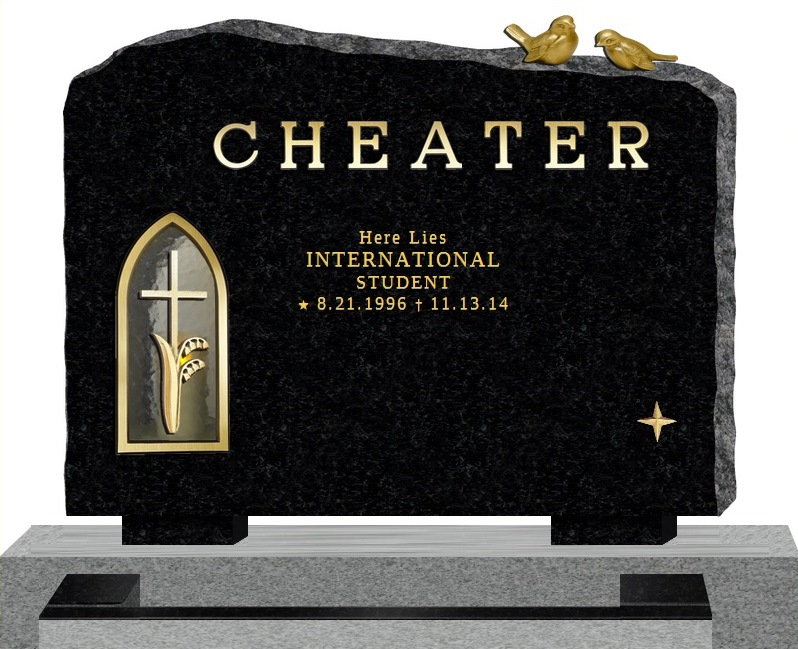 CHEATER
Here Lies
INTERNATIONAL
STUDENT
★ 8.21.1996 † 11.13.14